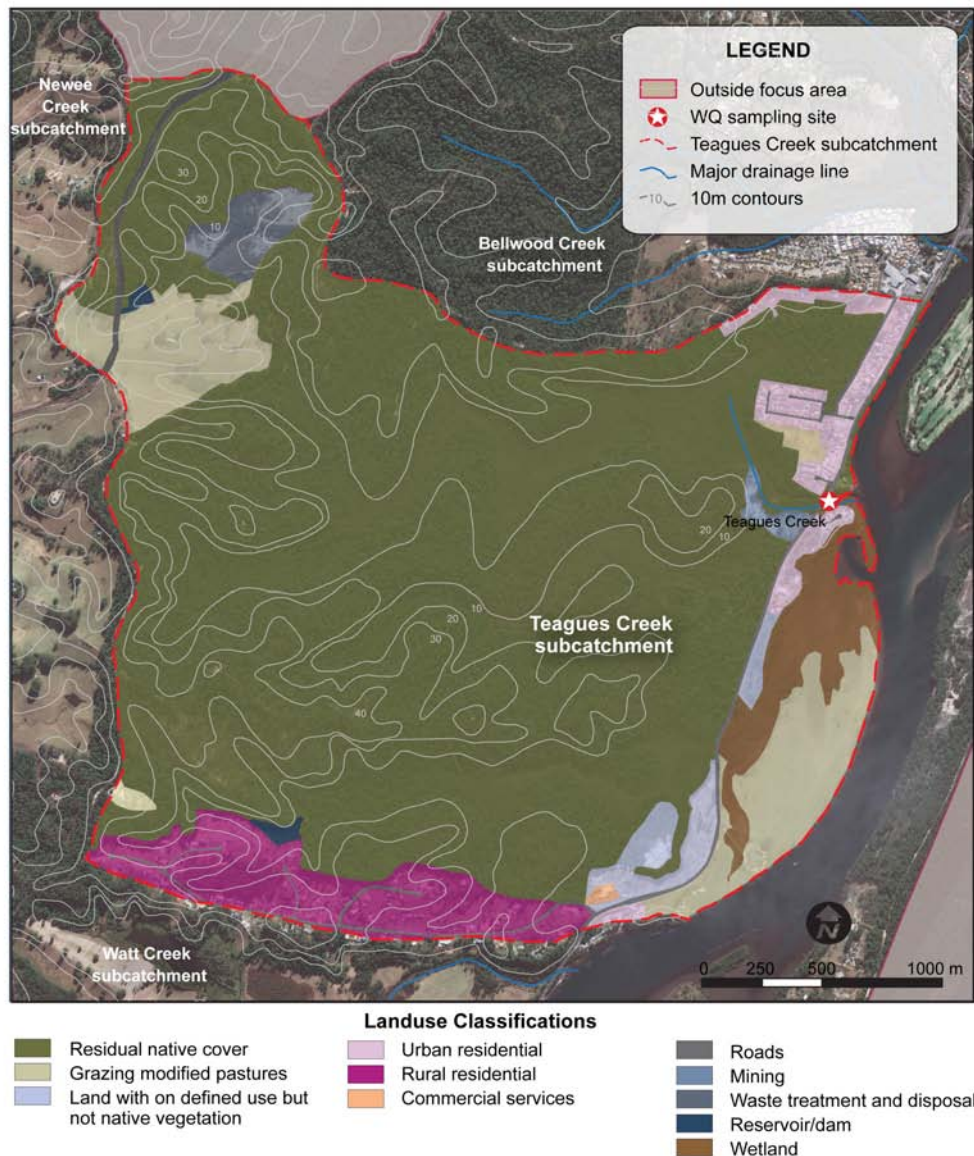 LEGEND
Outside focus area
WQ sampling site
Teagues Creek subcatchment
Major drainage line
10
10m contours
Newee
Creek
subcatchment
30
20
10
Bellwood Creek
subcatchment
Teagues Creek
20
10
10
20
30
Teagues Creek
subcatchment
40
Watt Creek
subcatchment
N
0 250 500 1000 m
Landuse Classifications
Residual native cover
Grazing modified pastures
Land with on defined use but
not native vegetation
Urban residential
Rural residential
Commercial services
Roads
Mining
Waste treatment and disposal
Reservoir/dam
Wetland